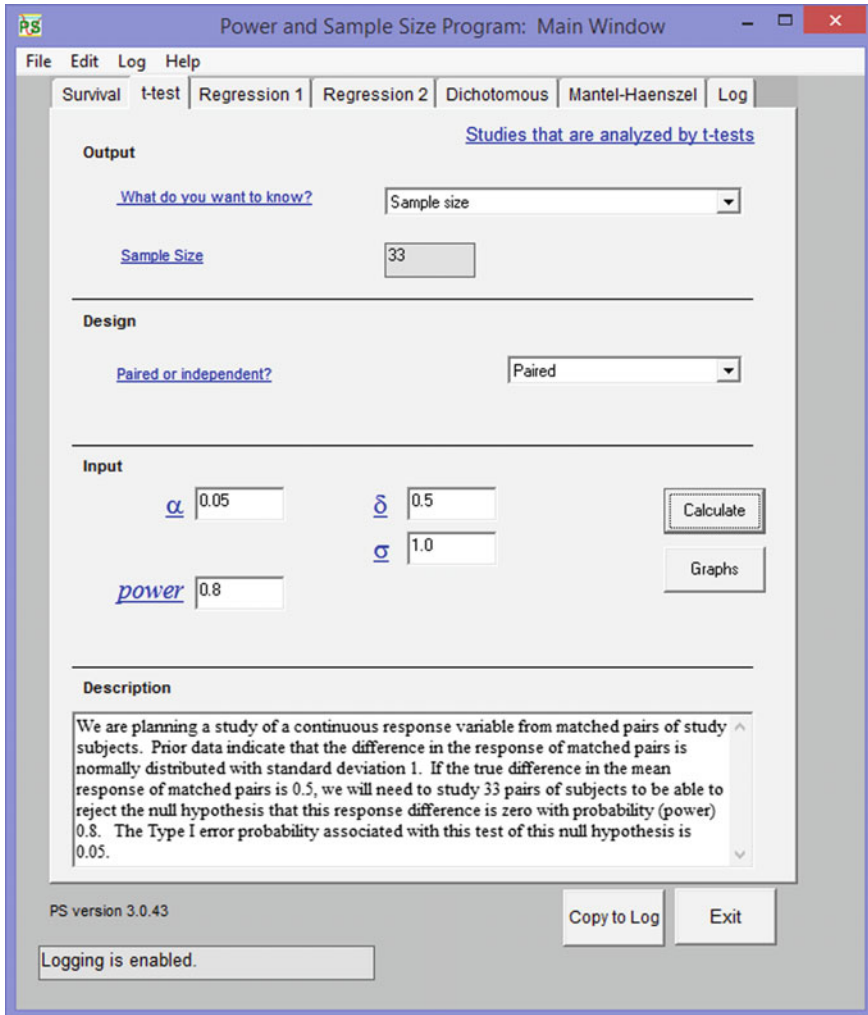 PS Power and Sample Size Program: Main Window
File Edit Log Help
Survival t-test Regression 1 Regression 2 Dichotomous Mantel-Haenszel Log
Studies that are analyzed by t-tests
Output
What do you want to know? Sample size
Sample Size 33
Design
Paired or independent? Paired
Input
α 0.05 δ 0.5 Calculate
σ 1.0
Graphs
power 0.8
Description
We are planning a study of a continuous response variable from matched pairs of study
subjects. Prior data indicate that the difference in the response of matched pairs is
normally distributed with standard deviation 1. If the true difference in the mean
response of matched pairs is 0.5, we will need to study 33 pairs of subjects to be able to
reject the null hypothesis that this response difference is zero with probability (power)
0.8. The Type I error probability associated with this test of this null hypothesis is
0.05.
PS version 3.0.43
Copy to Log Exit
Logging is enabled.